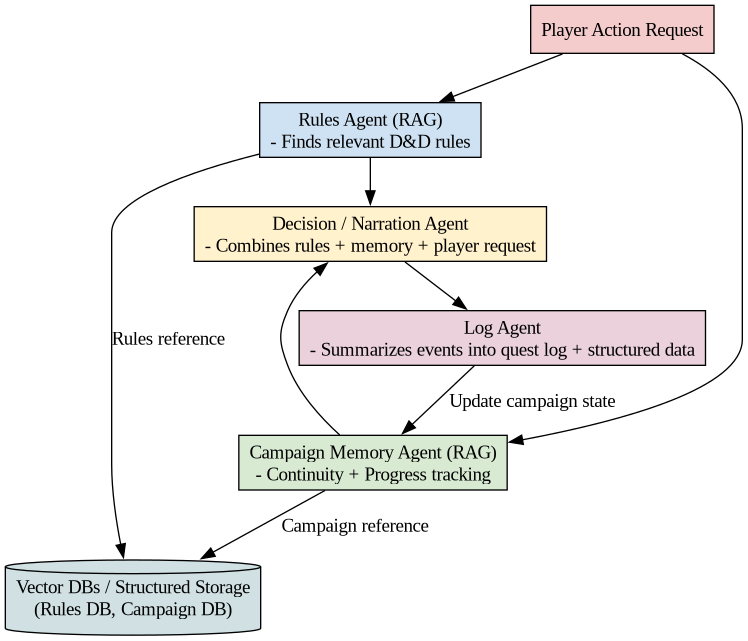 Player Action Request
Rules Agent (RAG)
- Finds relevant D&D rules
Decision / Narration Agent
- Combines rules + memory + player request
Log Agent
- Summarizes events into quest log + structured data
Rules reference
Update campaign state
Campaign Memory Agent (RAG)
- Continuity + Progress tracking
Campaign reference
Vector DBs / Structured Storage
(Rules DB, Campaign DB)